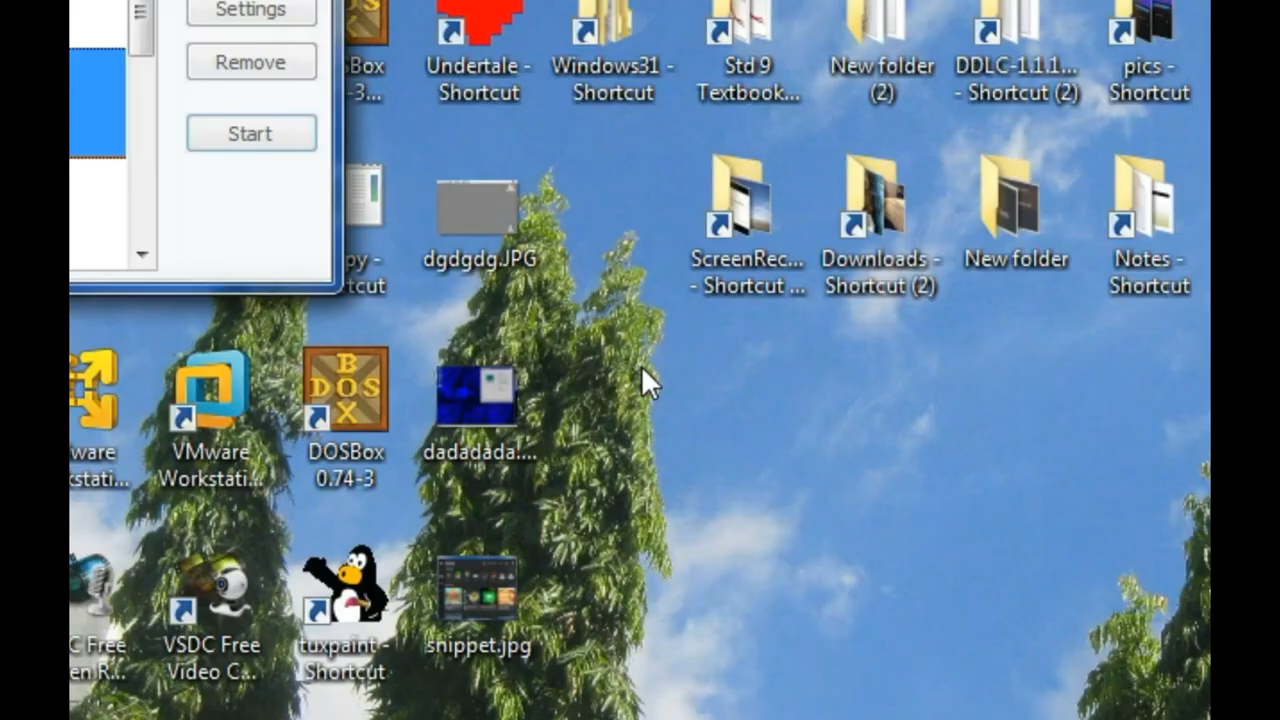 Settings
Remove
Start
Box
-3...
Undertale -
Shortcut
Windows31 -
Shortcut
Std 9
Textbook...
New folder
(2)
DDLC-1.1.1...
- Shortcut (2)
pics -
Shortcut
py -
tcut
dgdgdg.JPG
ScreenRec...
- Shortcut ...
Downloads -
Shortcut (2)
New folder
Notes -
Shortcut
ware
kstati...
VMware
Workstati...
B
DOS
X
DOSBox
0.74-3
dadadada....
C Free
en R...
VSDC Free
Video C...
tuxpaint -
Shortcut
snippet.jpg